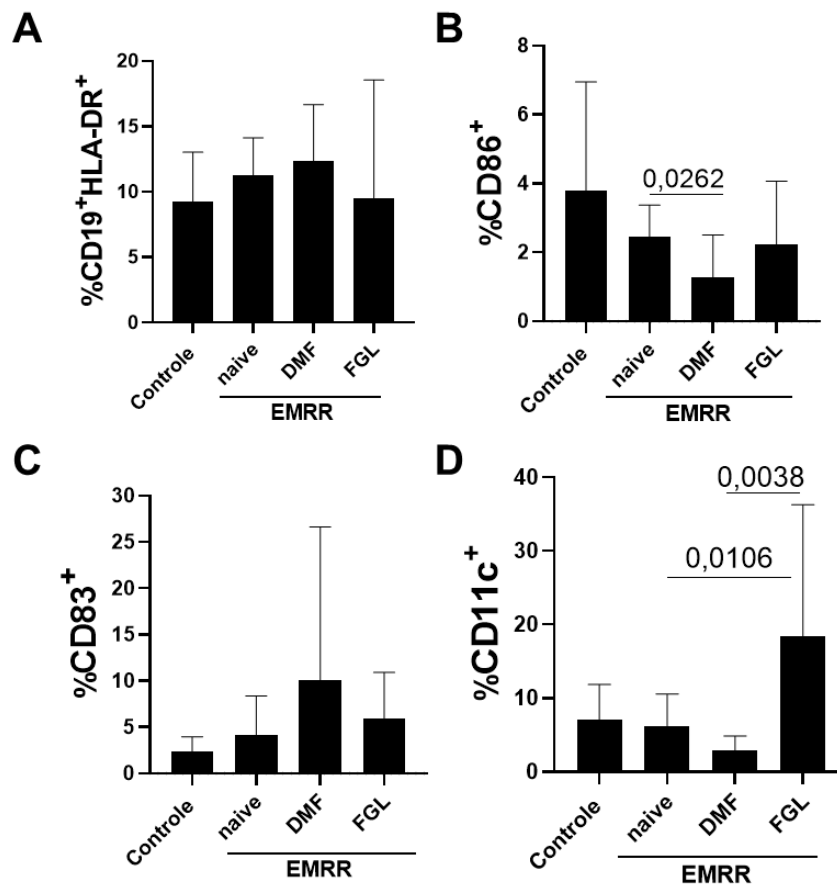 A
%CD19+HLA-DR+
20
15
10
5
0
Controle
naive
DMF
FGL
EMRR
B
%CD86+
8
6
4
2
0
0,0262
Controle
naive
DMF
FGL
EMRR
C
%CD83+
30
25
20
15
10
5
0
Controle
naive
DMF
FGL
EMRR
D
%CD11c+
40
30
20
10
0
0,0038
0,0106
Controle
naive
DMF
FGL
EMRR